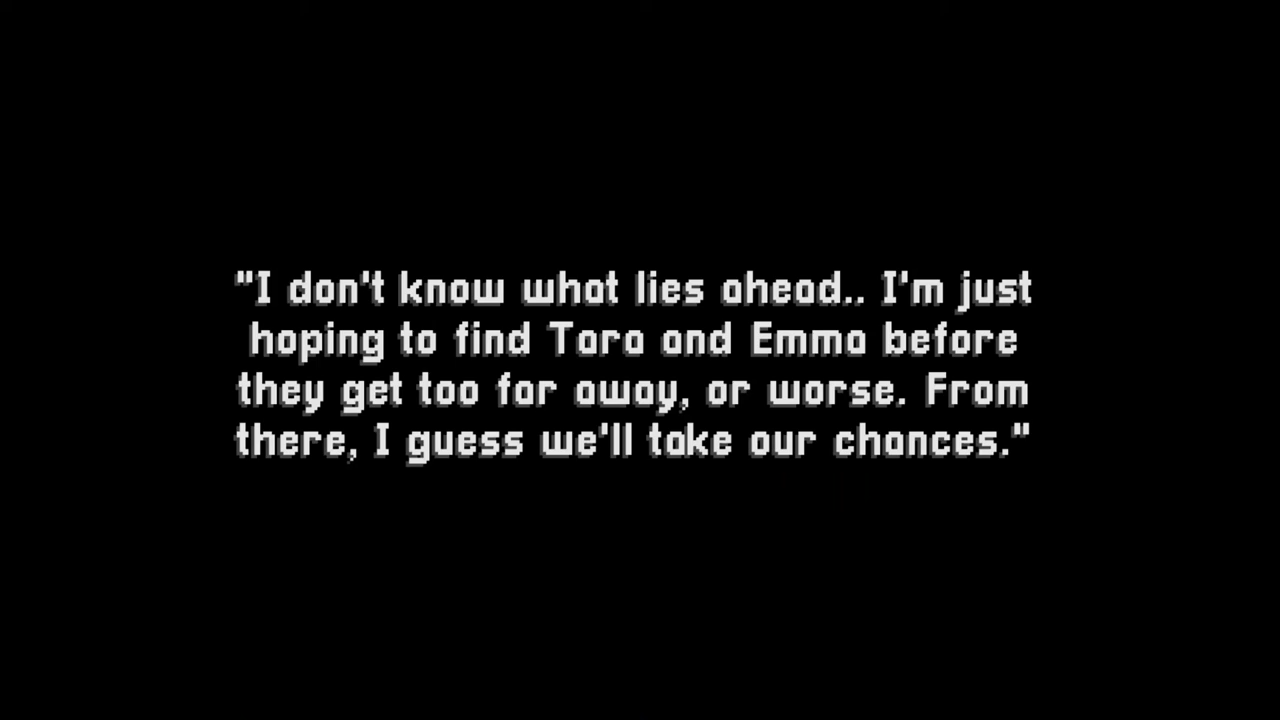 "I don't know what lies ahead.. I'm just
hoping to find Tara and Emma before
they get too far away, or worse. From
there, I guess we'll take our chances."